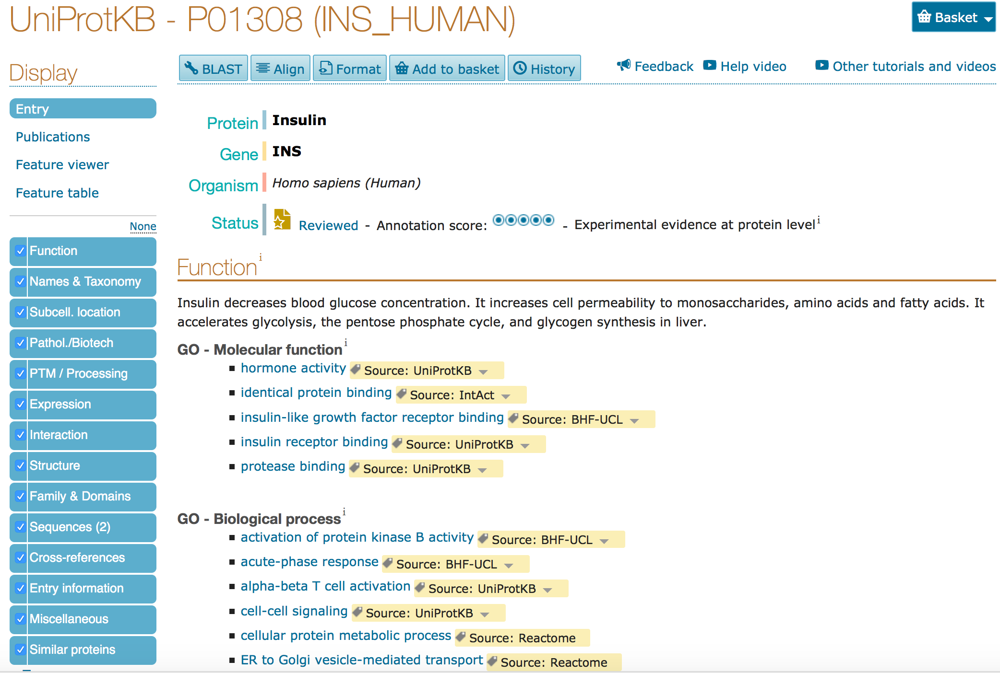 UniProtKB - P01308 (INS_HUMAN)
Basket
Display
BLAST Align Format Add to basket History Feedback Help video Other tutorials and videos
Entry
Publications
Feature viewer
Feature table
None
Function
Names & Taxonomy
Subcell. location
Pathol./Biotech
PTM / Processing
Expression
Interaction
Structure
Family & Domains
Sequences (2)
Cross-references
Entry information
Miscellaneous
Similar proteins
Protein Insulin
Gene INS
Organism Homo sapiens (Human)
Status Reviewed - Annotation score: - Experimental evidence at protein level i
Function i
Insulin decreases blood glucose concentration. It increases cell permeability to monosaccharides, amino acids and fatty acids. It
accelerates glycolysis, the pentose phosphate cycle, and glycogen synthesis in liver.
GO - Molecular function i
hormone activity Source: UniProtKB
identical protein binding Source: IntAct
insulin-like growth factor receptor binding Source: BHF-UCL
insulin receptor binding Source: UniProtKB
protease binding Source: UniProtKB
GO - Biological process i
activation of protein kinase B activity Source: BHF-UCL
acute-phase response Source: BHF-UCL
alpha-beta T cell activation Source: UniProtKB
cell-cell signaling Source: UniProtKB
cellular protein metabolic process Source: Reactome
ER to Golgi vesicle-mediated transport Source: Reactome